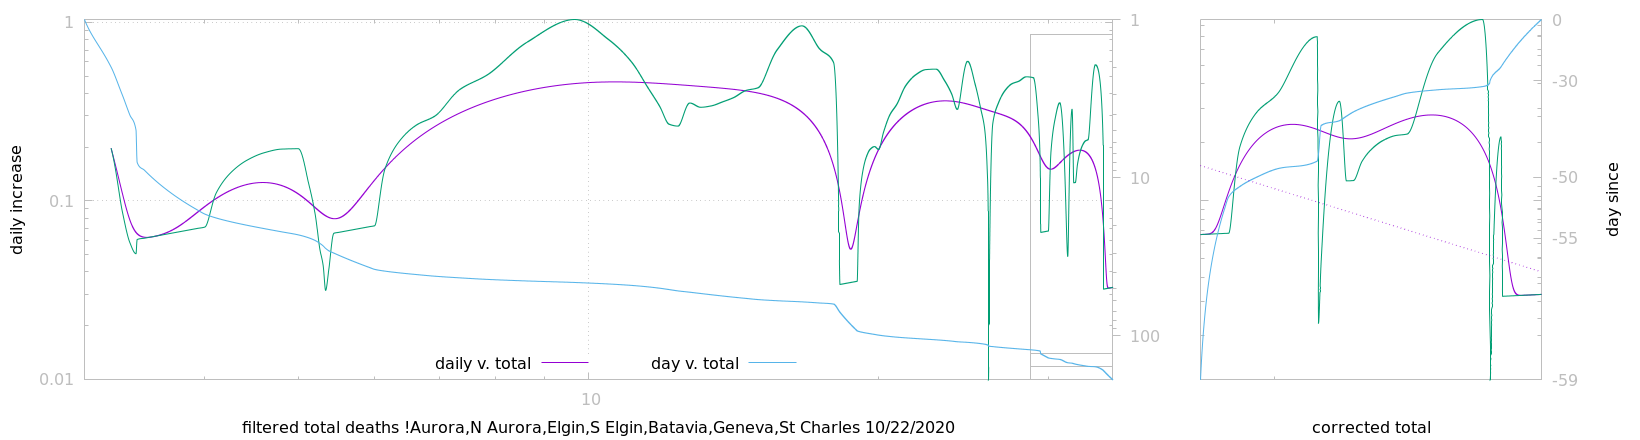 1
0.1
0.01
daily increase
10
daily v. total
day v. total
filtered total deaths !Aurora,N Aurora,Elgin,S Elgin,Batavia,Geneva,St Charles 10/22/2020
1
10
100
0
-30
-50
-55
-59
day since
corrected total